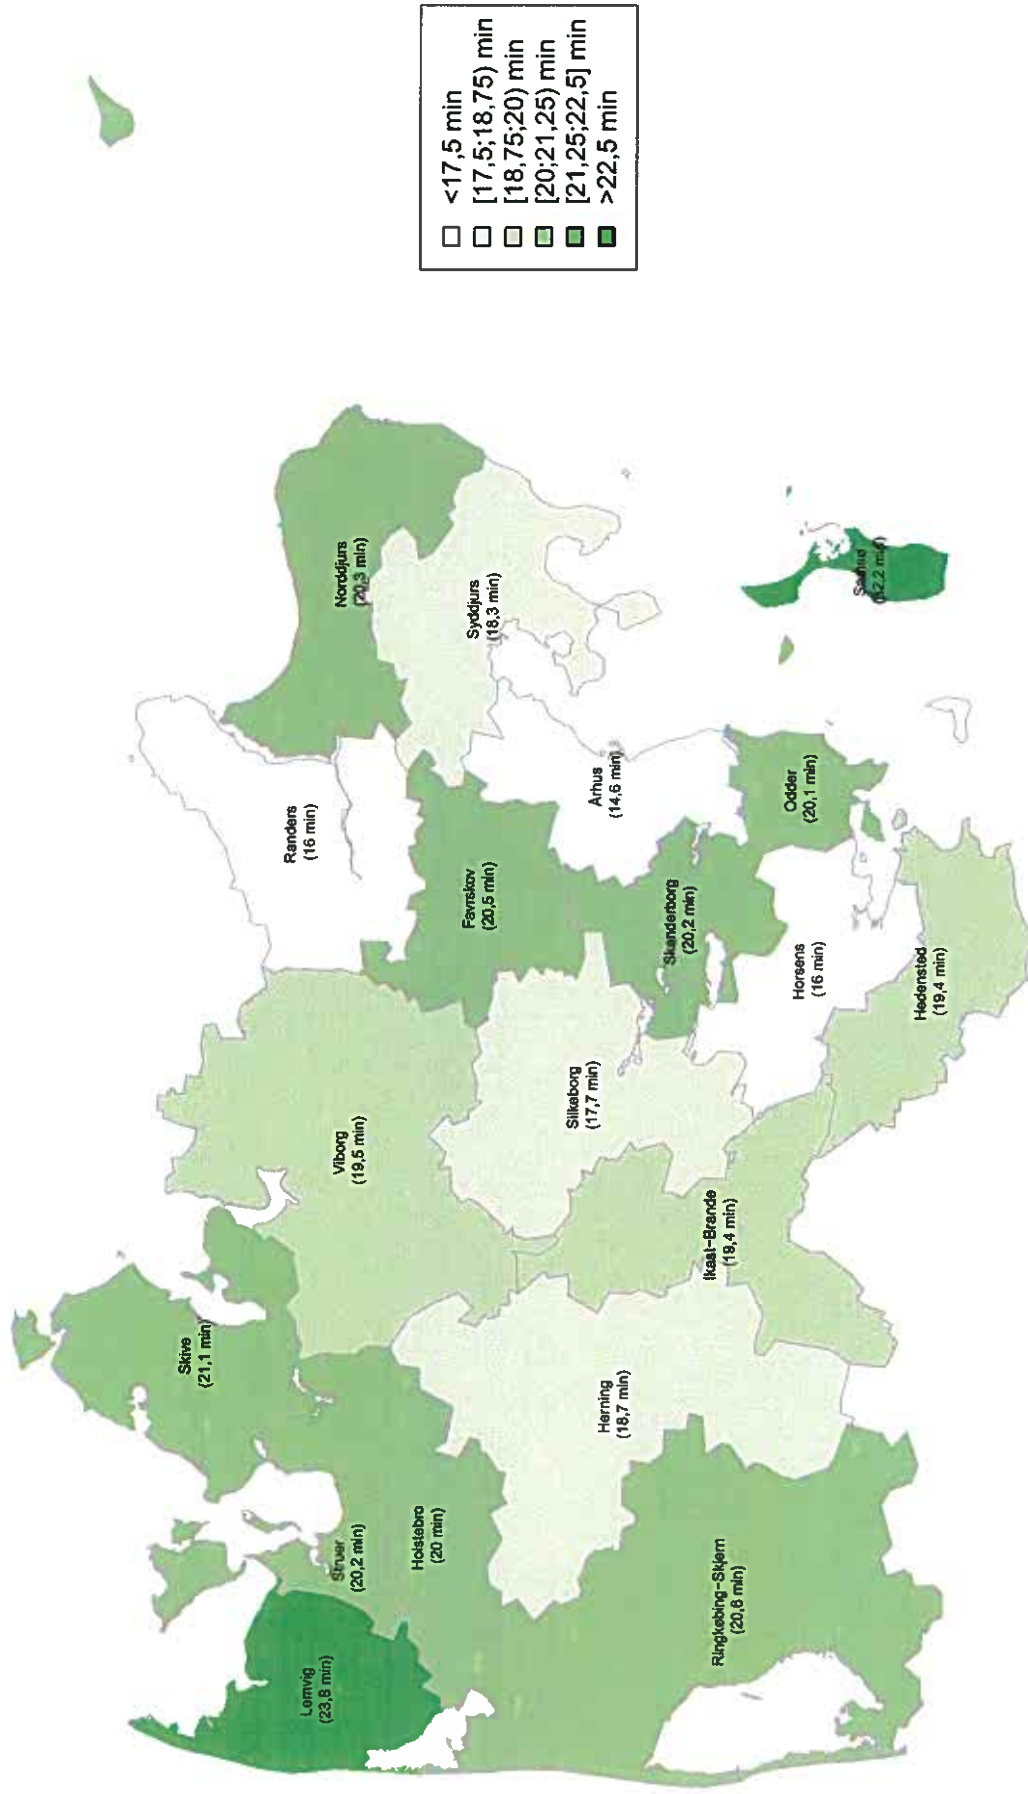 Lemvig
(23,8 min)
Struer
(20,2 min)
Holstebro
(20 min)
Skive
(21,1 min)
Viborg
(19,5 min)
Ringkøbing-Skjern
(20,6 min)
Herning
(18,7 min)
Ikast-Brande
(19,4 min)
Silkeborg
(17,7 min)
Randers
(16 min)
Favrskov
(20,5 min)
Norddjurs
(20,3 min)
Syddjurs
(18,3 min)
Århus
(14,6 min)
Skanderborg
(20,2 min)
Horsens
(16 min)
Hedensted
(19,4 min)
Odder
(20,1 min)
<17,5 min
[17,5;18,75) min
[18,75;20) min
[20;21,25) min
[21,25;22,5] min
>22,5 min